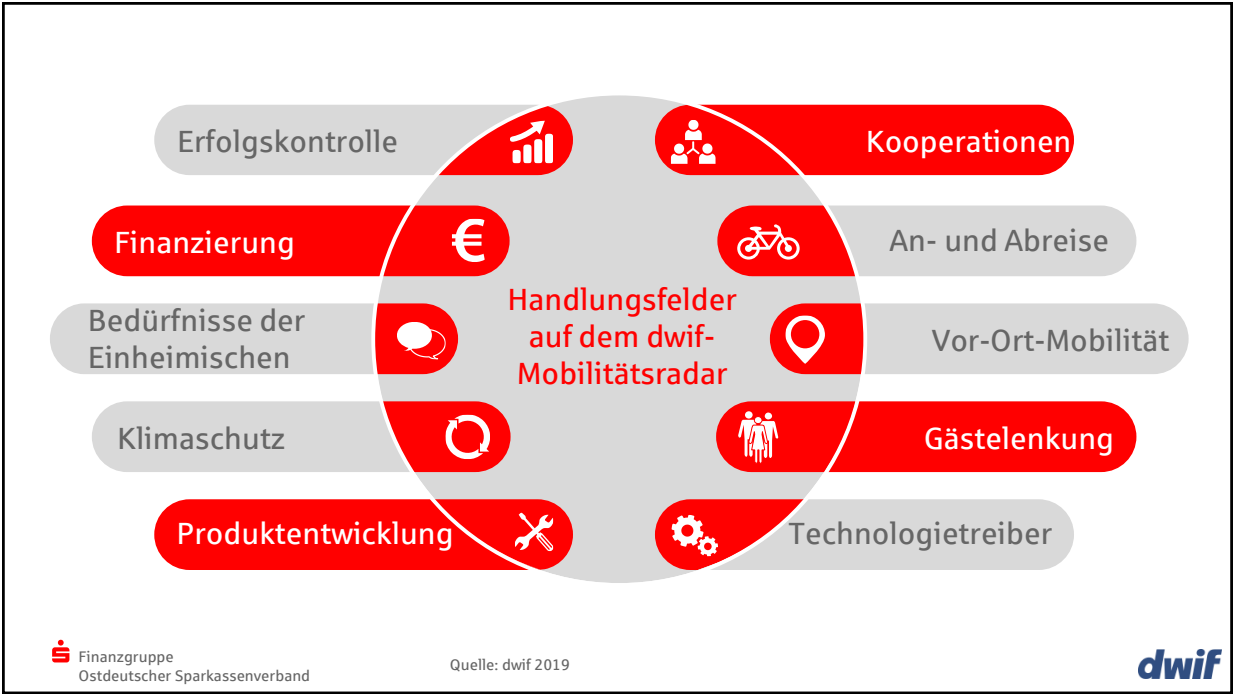 Erfolgskontrolle
Kooperationen
Finanzierung
€
An- und Abreise
Bedürfnisse der
Einheimischen
Handlungsfelder
auf dem dwif-
Mobilitätsradar
Vor-Ort-Mobilität
Klimaschutz
Gästelenkung
Produktentwicklung
Technologietreiber
Finanzgruppe
Ostdeutscher Sparkassenverband
Quelle: dwif 2019
dwif